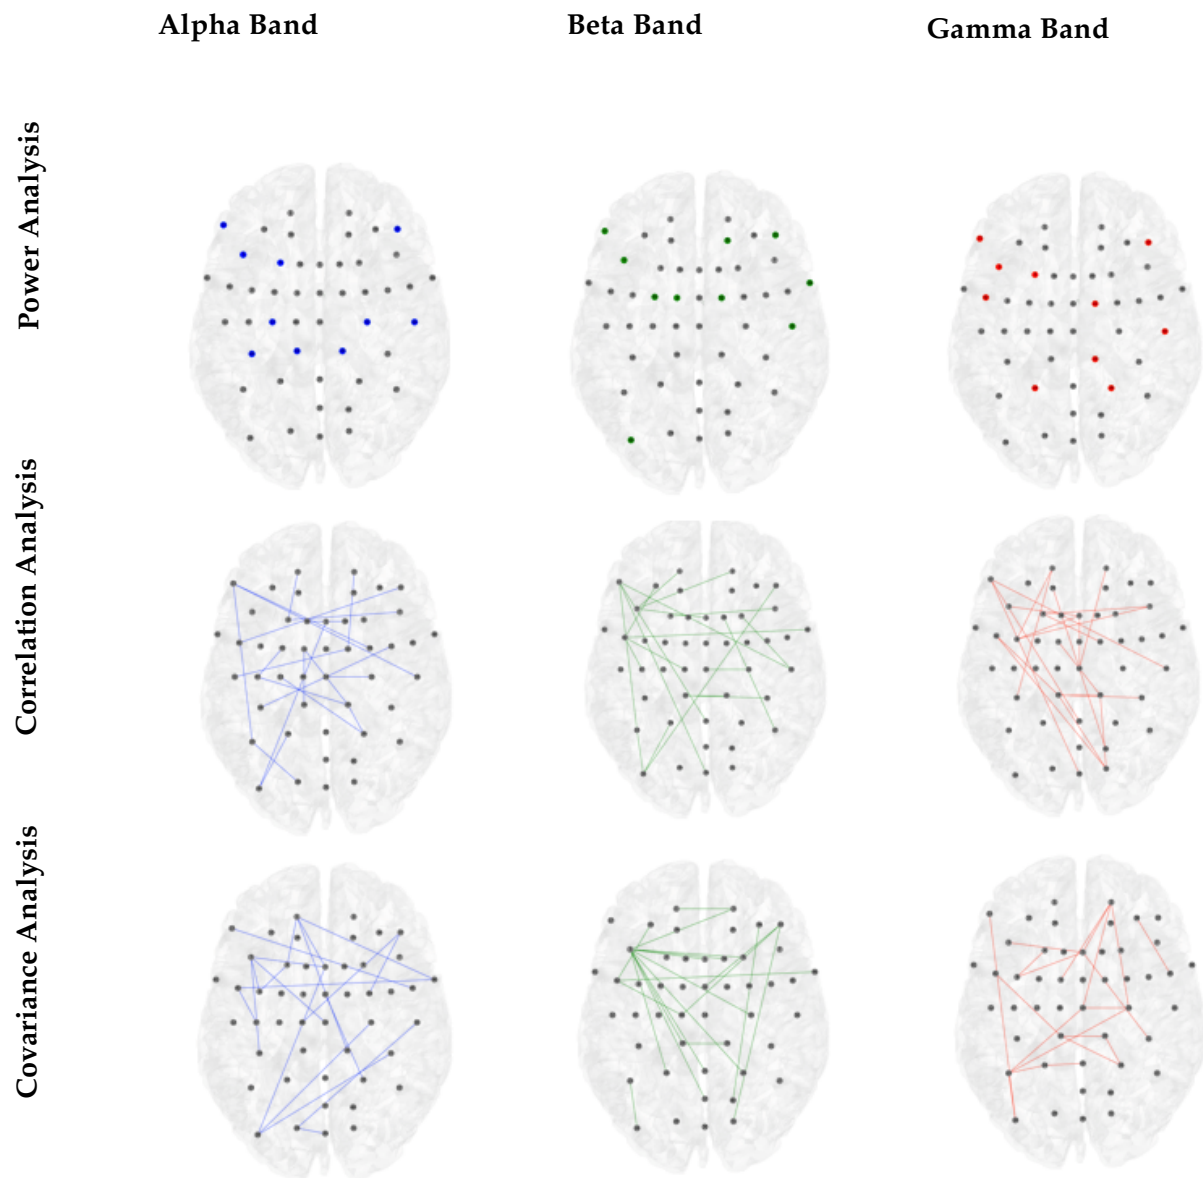 Alpha Band
Beta Band
Gamma Band
Power Analysis
Correlation Analysis
Covariance Analysis